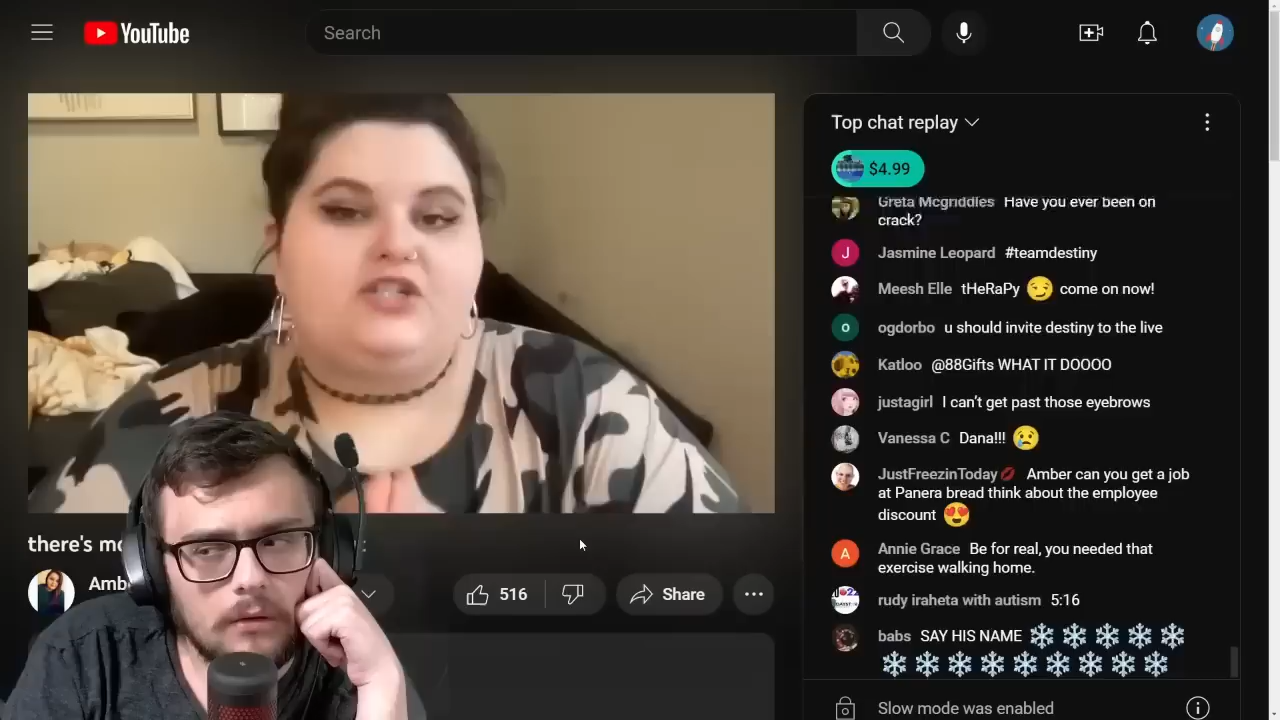 YouTube
Search
Top chat replay
$4.99
Greta Mcgriddles Have you ever been on
crack?
J
Jasmine Leopard #teamdestiny
Meesh Elle tHeRaPy 😏 come on now!
o
ogdorbo u should invite destiny to the live
Katloo @88Gifts WHAT IT DOOOO
justagirl I can't get past those eyebrows
Vanessa C Dana!!! 😢
JustFreezinToday💋 Amber can you get a job
at Panera bread think about the employee
discount 😍
A
Annie Grace Be for real, you needed that
exercise walking home.
rudy iraheta with autism 5:16
babs SAY HIS NAME ❄️❄️❄️❄️❄️
❄️❄️❄️❄️❄️❄️❄️❄️❄️
Slow mode was enabled
there's mo
Amb
516
Share